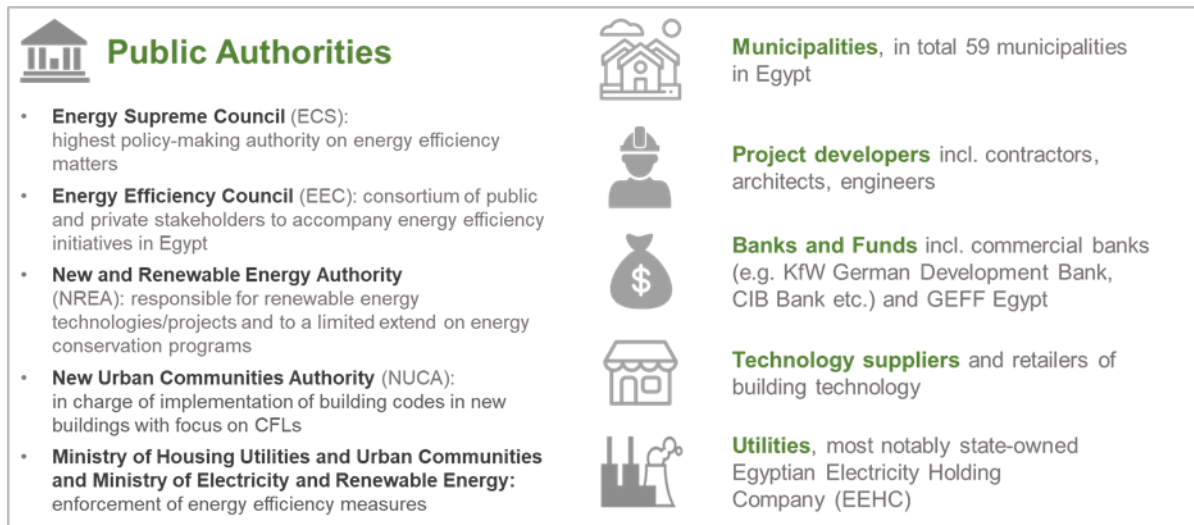 Public Authorities
• Energy Supreme Council (ECS):
highest policy-making authority on energy efficiency
matters
• Energy Efficiency Council (EEC): consortium of public
and private stakeholders to accompany energy efficiency
initiatives in Egypt
• New and Renewable Energy Authority
(NREA): responsible for renewable energy
technologies/projects and to a limited extend on energy
conservation programs
• New Urban Communities Authority (NUCA):
in charge of implementation of building codes in new
buildings with focus on CFLs
• Ministry of Housing Utilities and Urban Communities
and Ministry of Electricity and Renewable Energy:
enforcement of energy efficiency measures
Municipalities, in total 59 municipalities
in Egypt
Project developers incl. contractors,
architects, engineers
$
Banks and Funds incl. commercial banks
(e.g. KfW German Development Bank,
CIB Bank etc.) and GEFF Egypt
Technology suppliers and retailers of
building technology
Utilities, most notably state-owned
Egyptian Electricity Holding
Company (EEHC)